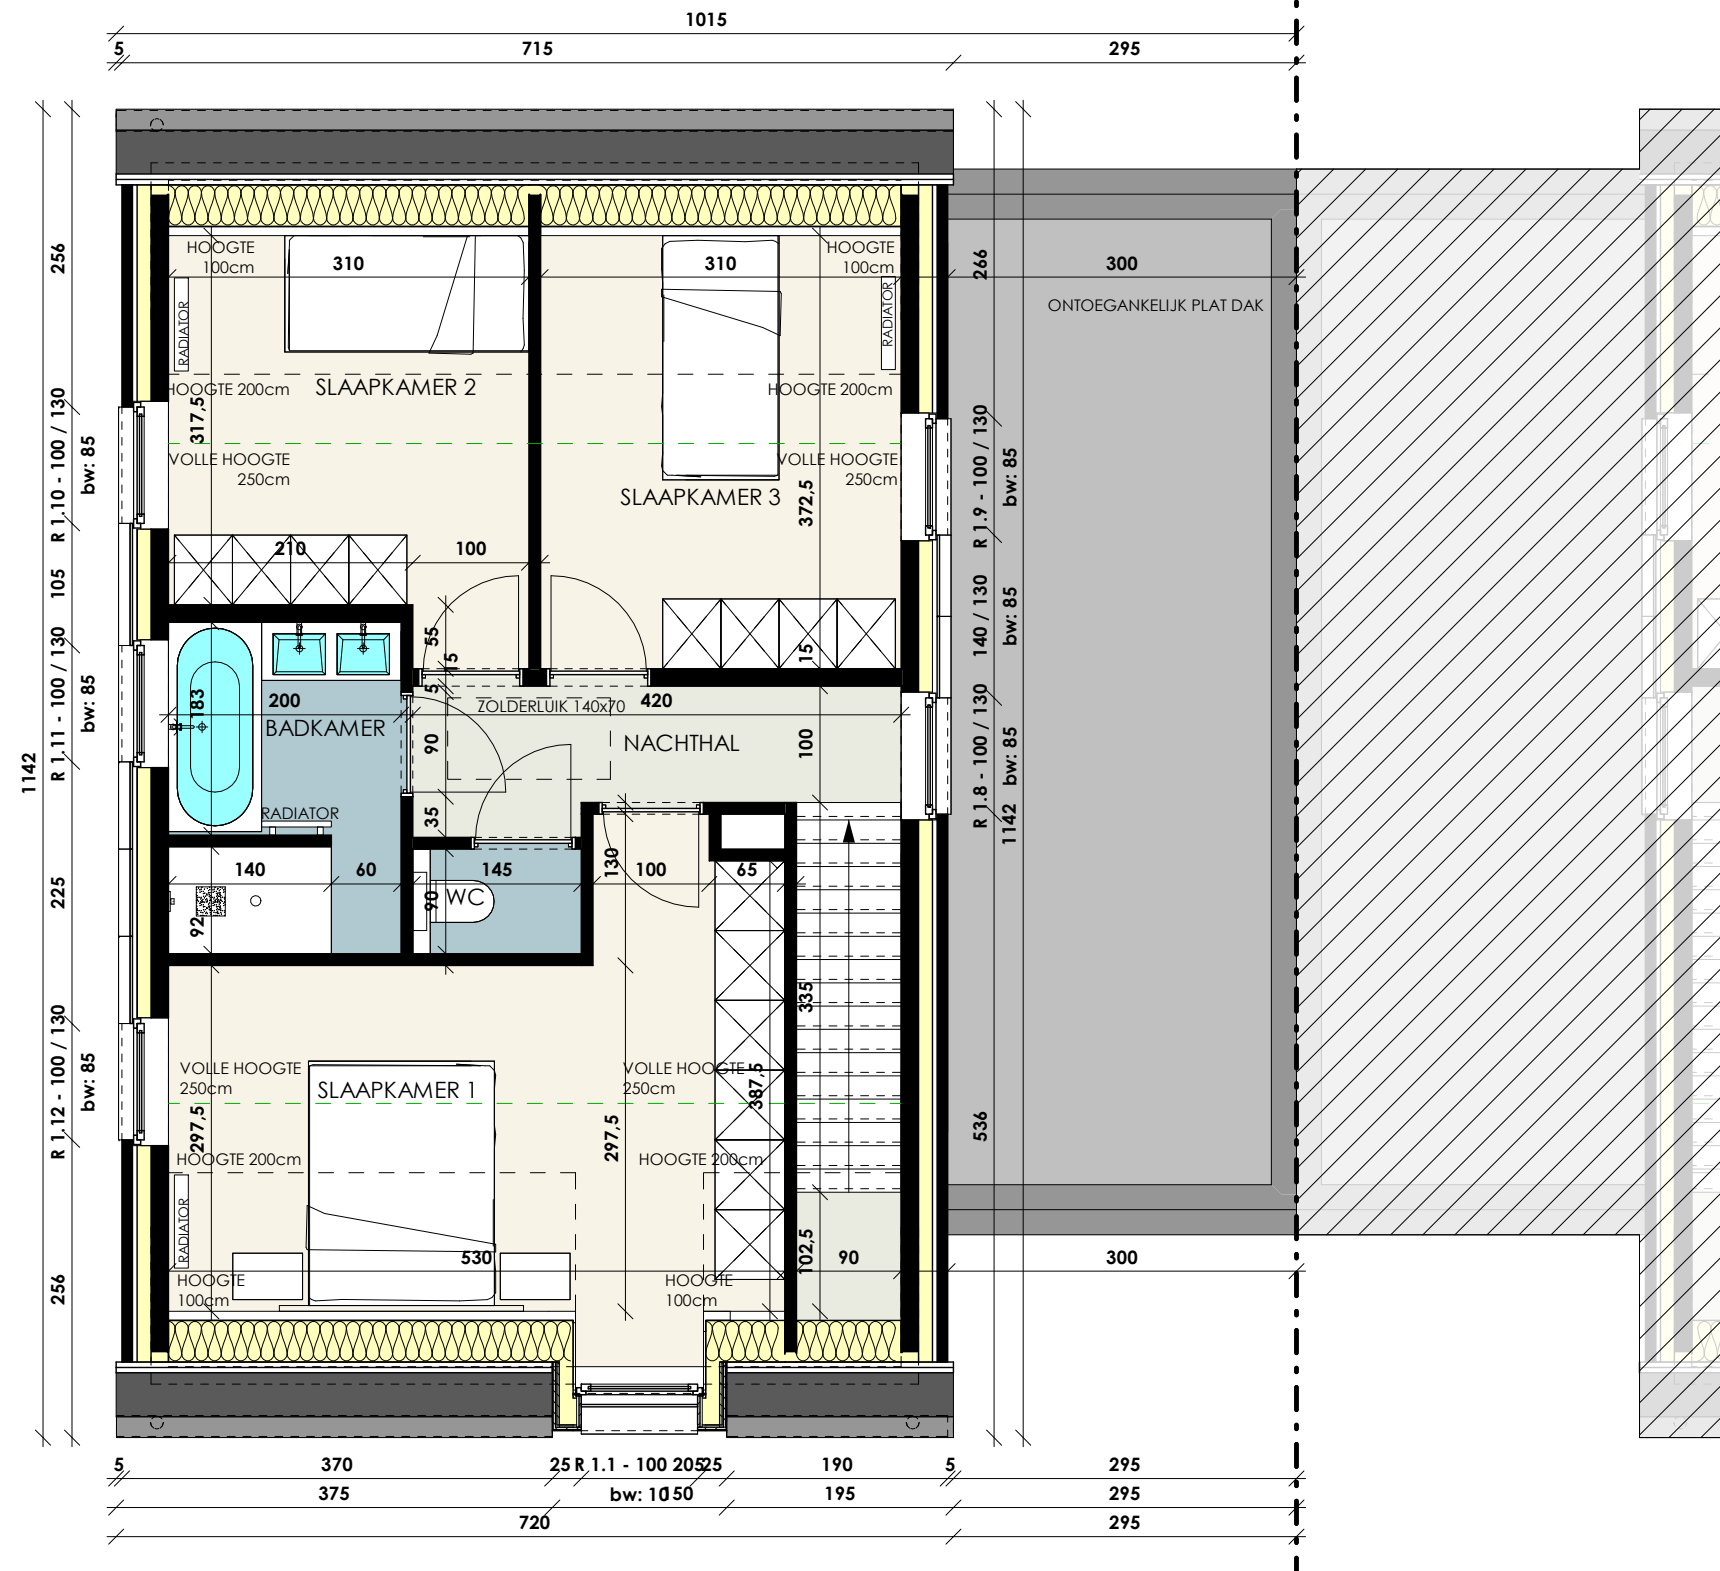 1015
5
715
295
256
R 1.10 - 100 / 130
bw: 85
105
R 1.11 - 100 / 130
bw: 85
1142
225
R 1.12 - 100 / 130
bw: 85
256
HOOGTE
100cm
310
RADIATOR
HOOGTE 200cm
SLAAPKAMER 2
317,5
VOLLE HOOGTE
250cm
210
100
310
HOOGTE
100cm
RADIATOR
HOOGTE 200cm
VOLLE HOOGTE
250cm
SLAAPKAMER 3
372,5
15
266
300
ONTOEGANKELIJK PLAT DAK
R 1.9 - 100 / 130
bw: 85
140 / 130
bw: 85
R 1.8 - 100 / 130
bw: 85
1142
536
55
15
5
183
200
BADKAMER
RADIATOR
90
35
ZOLDERLUIK 140x70
420
NACHTHAL
100
140
60
92
145
WC
90
130
100
65
335
VOLLE HOOGTE
250cm
SLAAPKAMER 1
297,5
HOOGTE 200cm
RADIATOR
HOOGTE
100cm
530
VOLLE HOOGTE
250cm
387,5
297,5
HOOGTE 200cm
HOOGTE
100cm
102,5
90
300
5
370
25
R 1.1 - 100 205
25
190
5
295
375
bw: 10
150
195
295
720
295